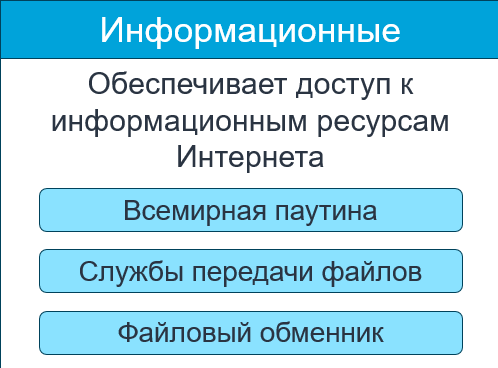 Информационные
Обеспечивает доступ к
информационным ресурсам
Интернета
Всемирная паутина
Службы передачи файлов
Файловый обменник